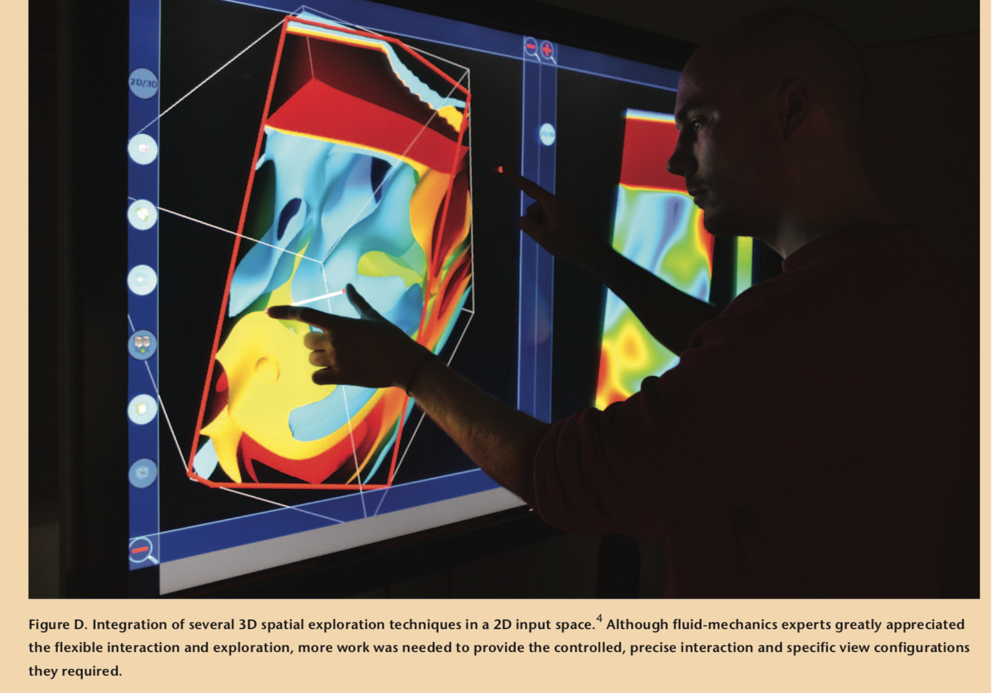 2D/3D
2D/3D
Figure D. Integration of several 3D spatial exploration techniques in a 2D input space.4 Although fluid-mechanics experts greatly appreciated
the flexible interaction and exploration, more work was needed to provide the controlled, precise interaction and specific view configurations
they required.